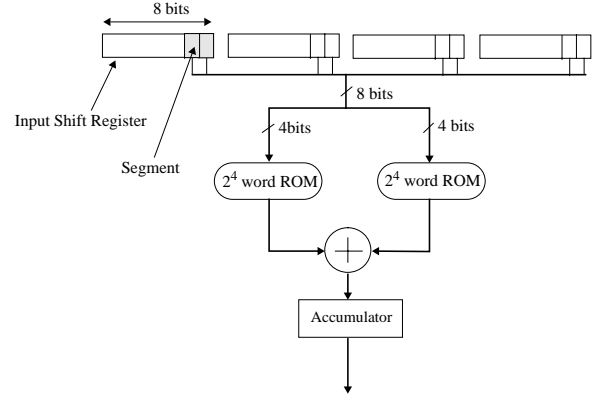 8 bits
Input Shift Register
Segment
8 bits
4bits
4 bits
2⁴ word ROM
2⁴ word ROM
Accumulator